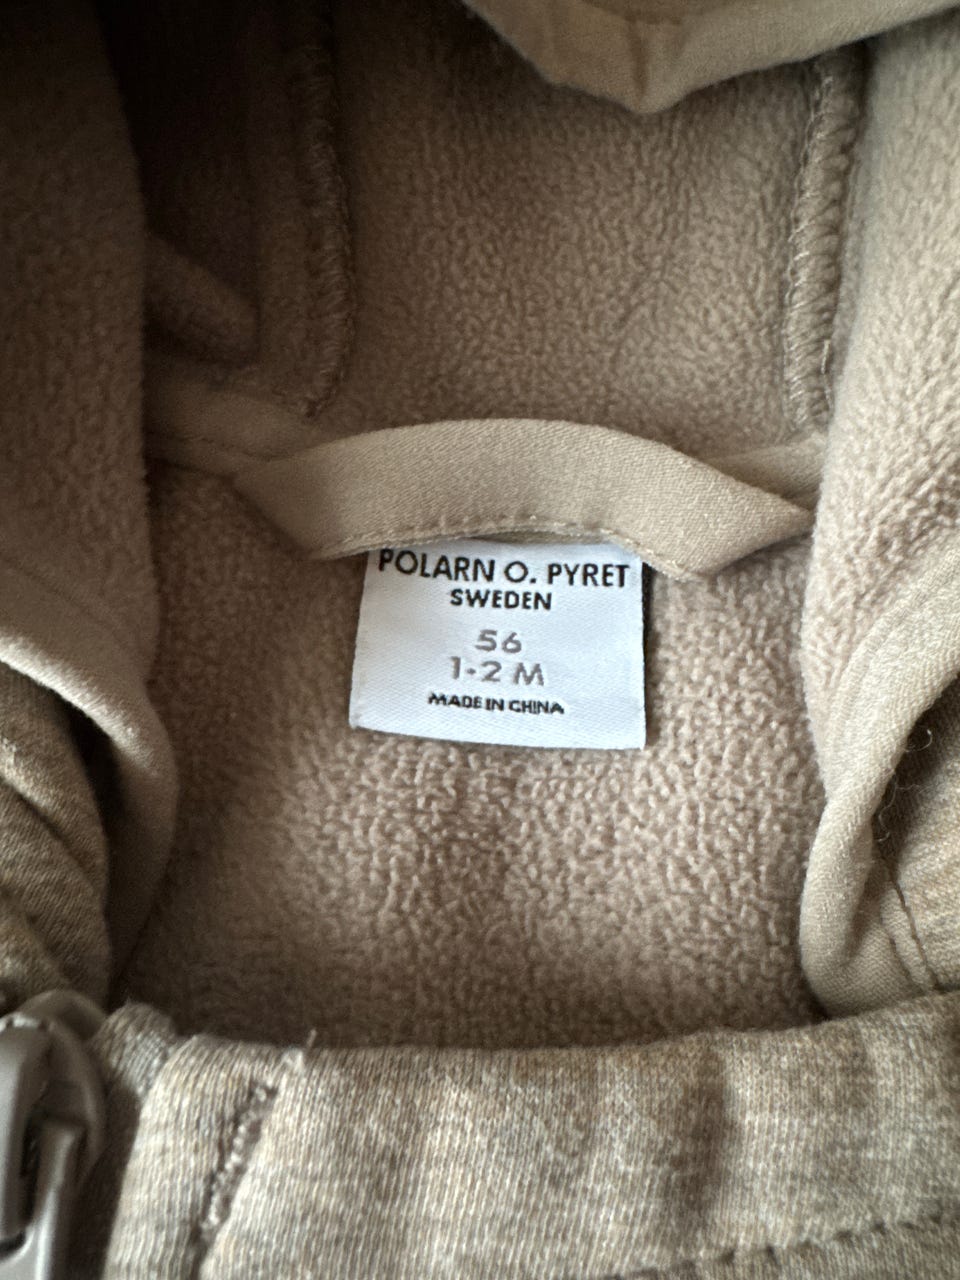 POLARN O. PYRET
SWEDEN
56
1-2 M
MADE IN CHINA